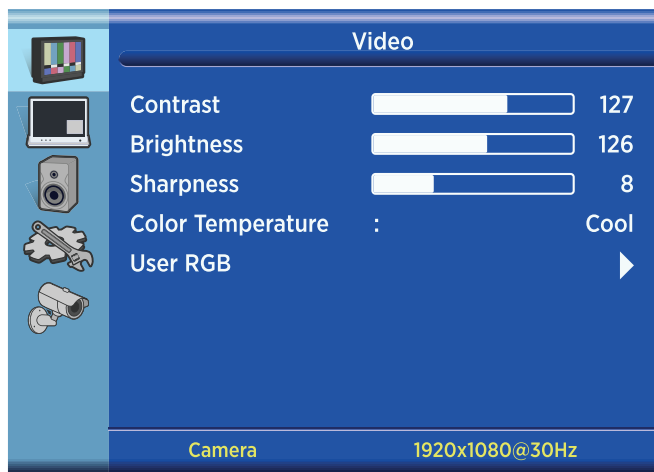 Video
Contrast 127
Brightness 126
Sharpness 8
Color Temperature : Cool
User RGB
Camera 1920x1080@30Hz